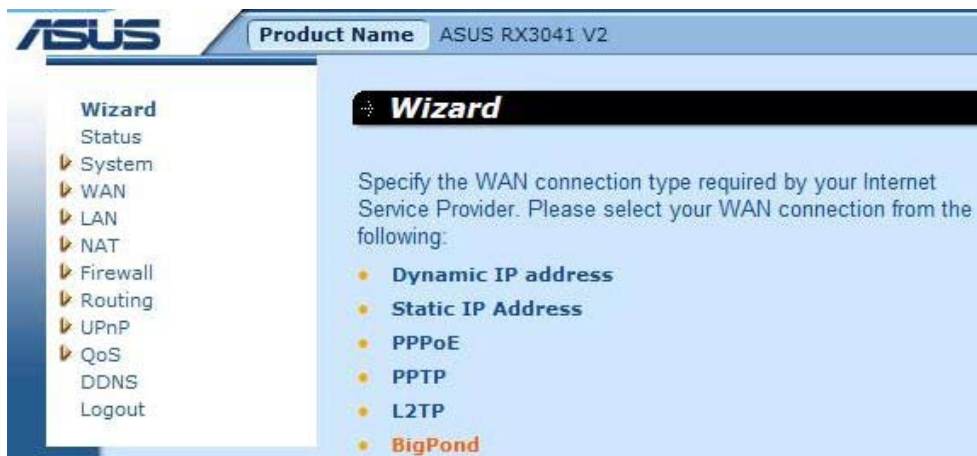 ASUS
Product Name ASUS RX3041 V2
Wizard
Status
System
WAN
LAN
NAT
Firewall
Routing
UPnP
QoS
DDNS
Logout
Wizard
Specify the WAN connection type required by your Internet
Service Provider. Please select your WAN connection from the
following:
Dynamic IP address
Static IP Address
PPPoE
PPTP
L2TP
BigPond